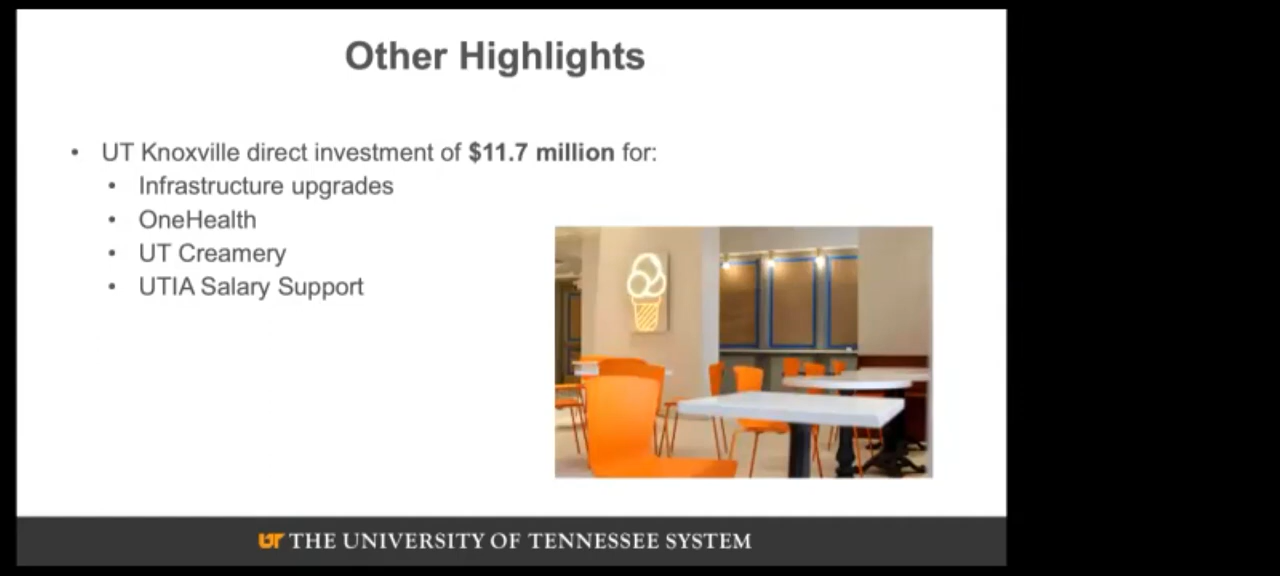 Other Highlights
• UT Knoxville direct investment of $11.7 million for:
• Infrastructure upgrades
• OneHealth
• UT Creamery
• UTIA Salary Support
UT THE UNIVERSITY OF TENNESSEE SYSTEM